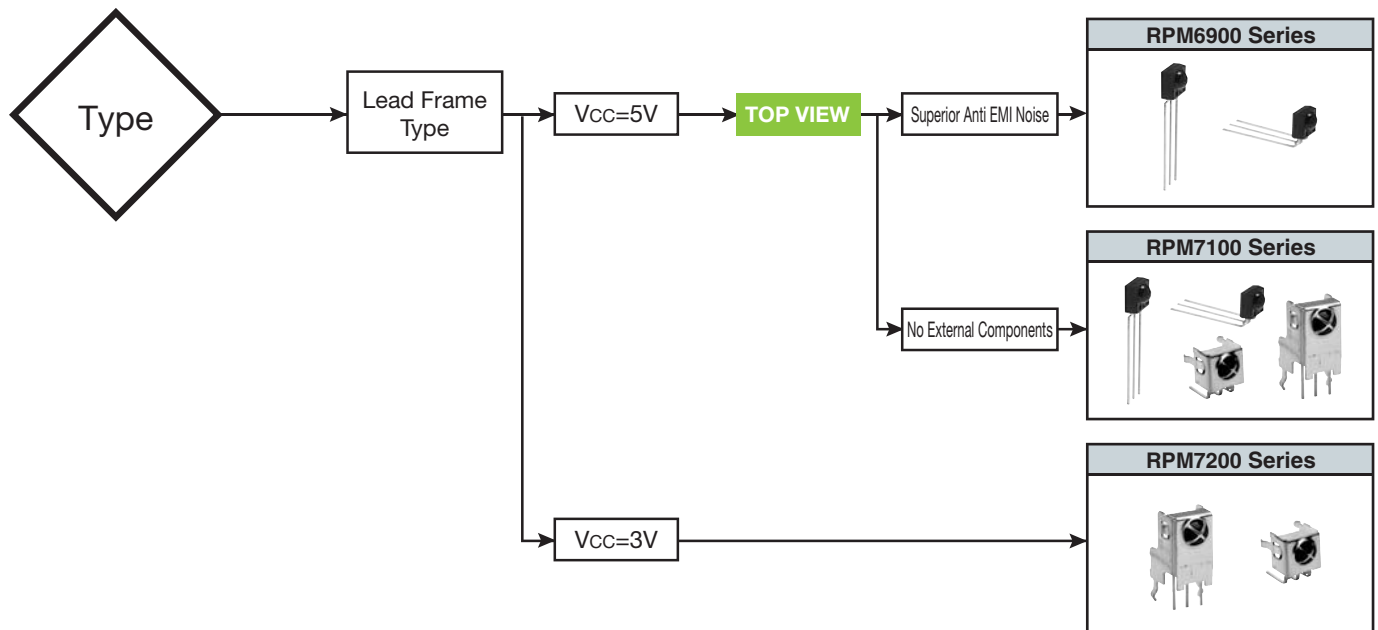 RPM6900 Series
Type
Lead Frame
Type
VCC=5V
TOP VIEW
Superior Anti EMI Noise
RPM7100 Series
No External Components
RPM7200 Series
VCC=3V